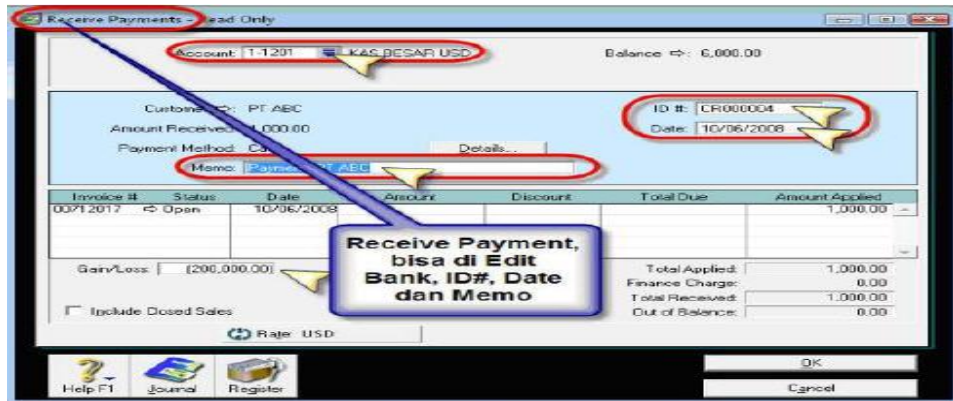 Receive Payments - Read Only
Account: 1-1201 KAS BESAR USD Balance ⇨: 6,000.00
Customer ⇨: PT ABC ID #: CR000004
Amount Received: 1,000.00 Date: 10/06/2008
Payment Method: Details...
Memo: Payment PT ABC
Invoice # Status Date Amount Discount Total Due Amount Applied
00712017 ⇨ Open 10/06/2008 1,000.00
Receive Payment,
bisa di Edit
Bank, ID#, Date
dan Memo
Gain/Loss: (200,000.00) Total Applied: 1,000.00
Finance Charge: 0.00
Total Received: 1,000.00
Include Closed Sales Out of Balance: 0.00
Rate: USD
Help F1 Journal Register
OK
Cancel